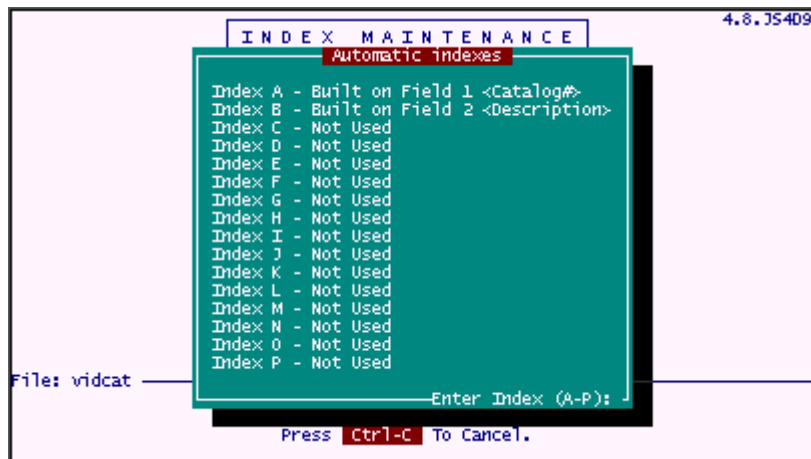 4.8.JS4D9
I N D E X   M A I N T E N A N C E
Automatic indexes
Index A - Built on Field 1 <Catalog#>
Index B - Built on Field 2 <Description>
Index C - Not Used
Index D - Not Used
Index E - Not Used
Index F - Not Used
Index G - Not Used
Index H - Not Used
Index I - Not Used
Index J - Not Used
Index K - Not Used
Index L - Not Used
Index M - Not Used
Index N - Not Used
Index O - Not Used
Index P - Not Used
File: vidcat
Enter Index (A-P):
Press Ctrl-C To Cancel.